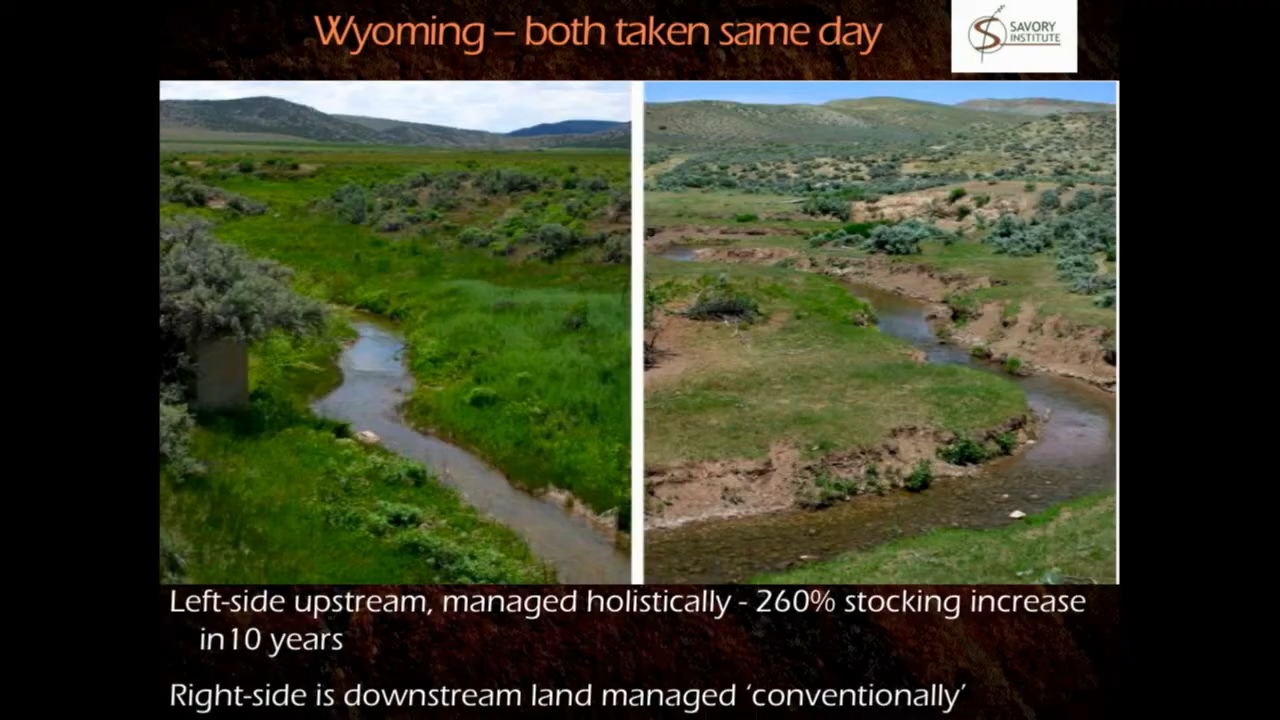 Wyoming – both taken same day
SAVORY
INSTITUTE
Left-side upstream, managed holistically - 260% stocking increase
in10 years
Right-side is downstream land managed ‘conventionally’